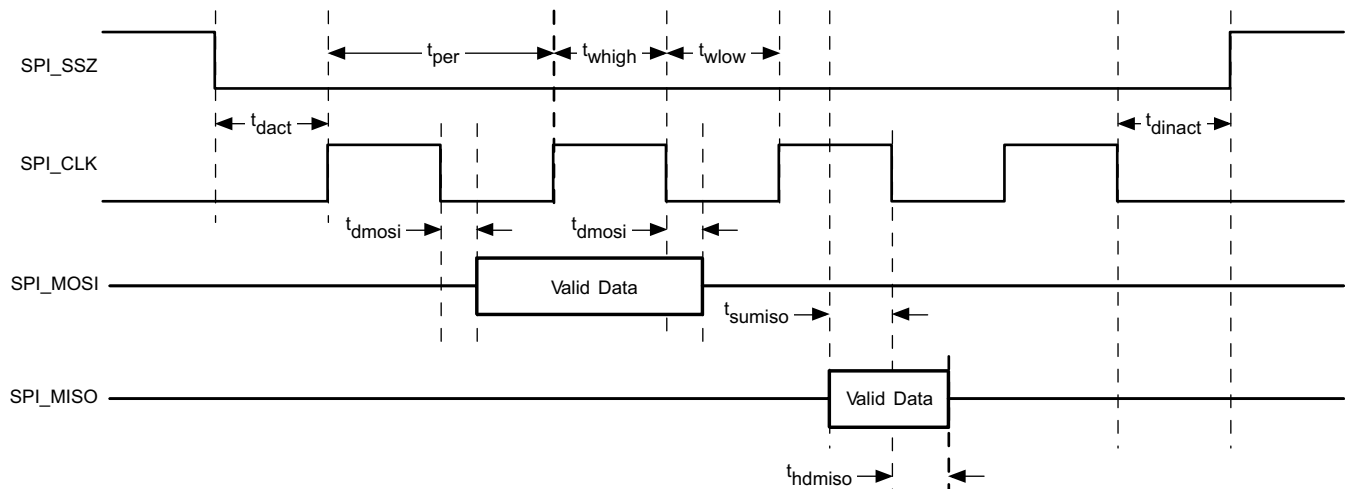 t_per
t_whigh
t_wlow
SPI_SSZ
t_dact
t_dinact
SPI_CLK
t_dmosi
t_dmosi
SPI_MOSI
Valid Data
t_sumiso
SPI_MISO
Valid Data
t_hdmiso